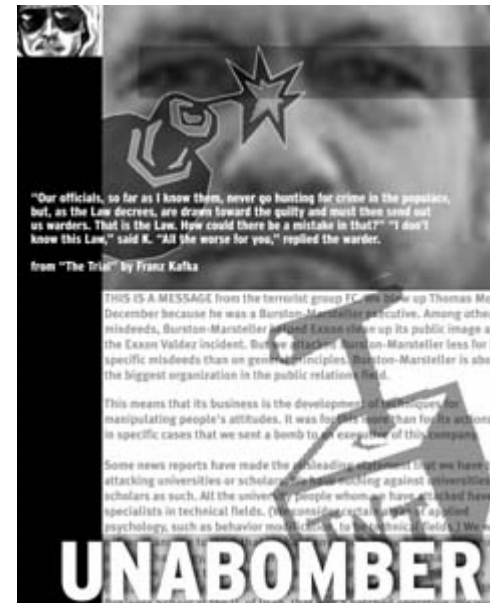 "Our officials, so far as I know them, never go hunting for crime in the populace,
but, as the Law decrees, are drawn toward the guilty and must then send out
us warders. That is the Law. How could there be a mistake in that?" "I don't
know this Law," said K. "All the worse for you," replied the warder.
from "The Trial" by Franz Kafka
THIS IS A MESSAGE from the terrorist group FC. We blew up Thomas Mo
December because he was a Burston-Marsteller executive. Among other
misdeeds, Burston-Marsteller helped Exxon clean up its public image a
the Exxon Valdez incident. But we attacked Burston-Marsteller less for
specific misdeeds than on general principles. Burston-Marsteller is abo
the biggest organization in the public relations field.
This means that its business is the development of techniques for
manipulating people's attitudes. It was for this more than for its actions
in specific cases that we sent a bomb to an executive of this company.
Some news reports have made the misleading statement that we have
attacking universities or scholars. We have nothing against universities
scholars as such. All the university people whom we have attacked have
specialists in technical fields. (We consider certain areas of applied
psychology, such as behavior modification, to be technical fields.) We
TNT
UNABOMBER